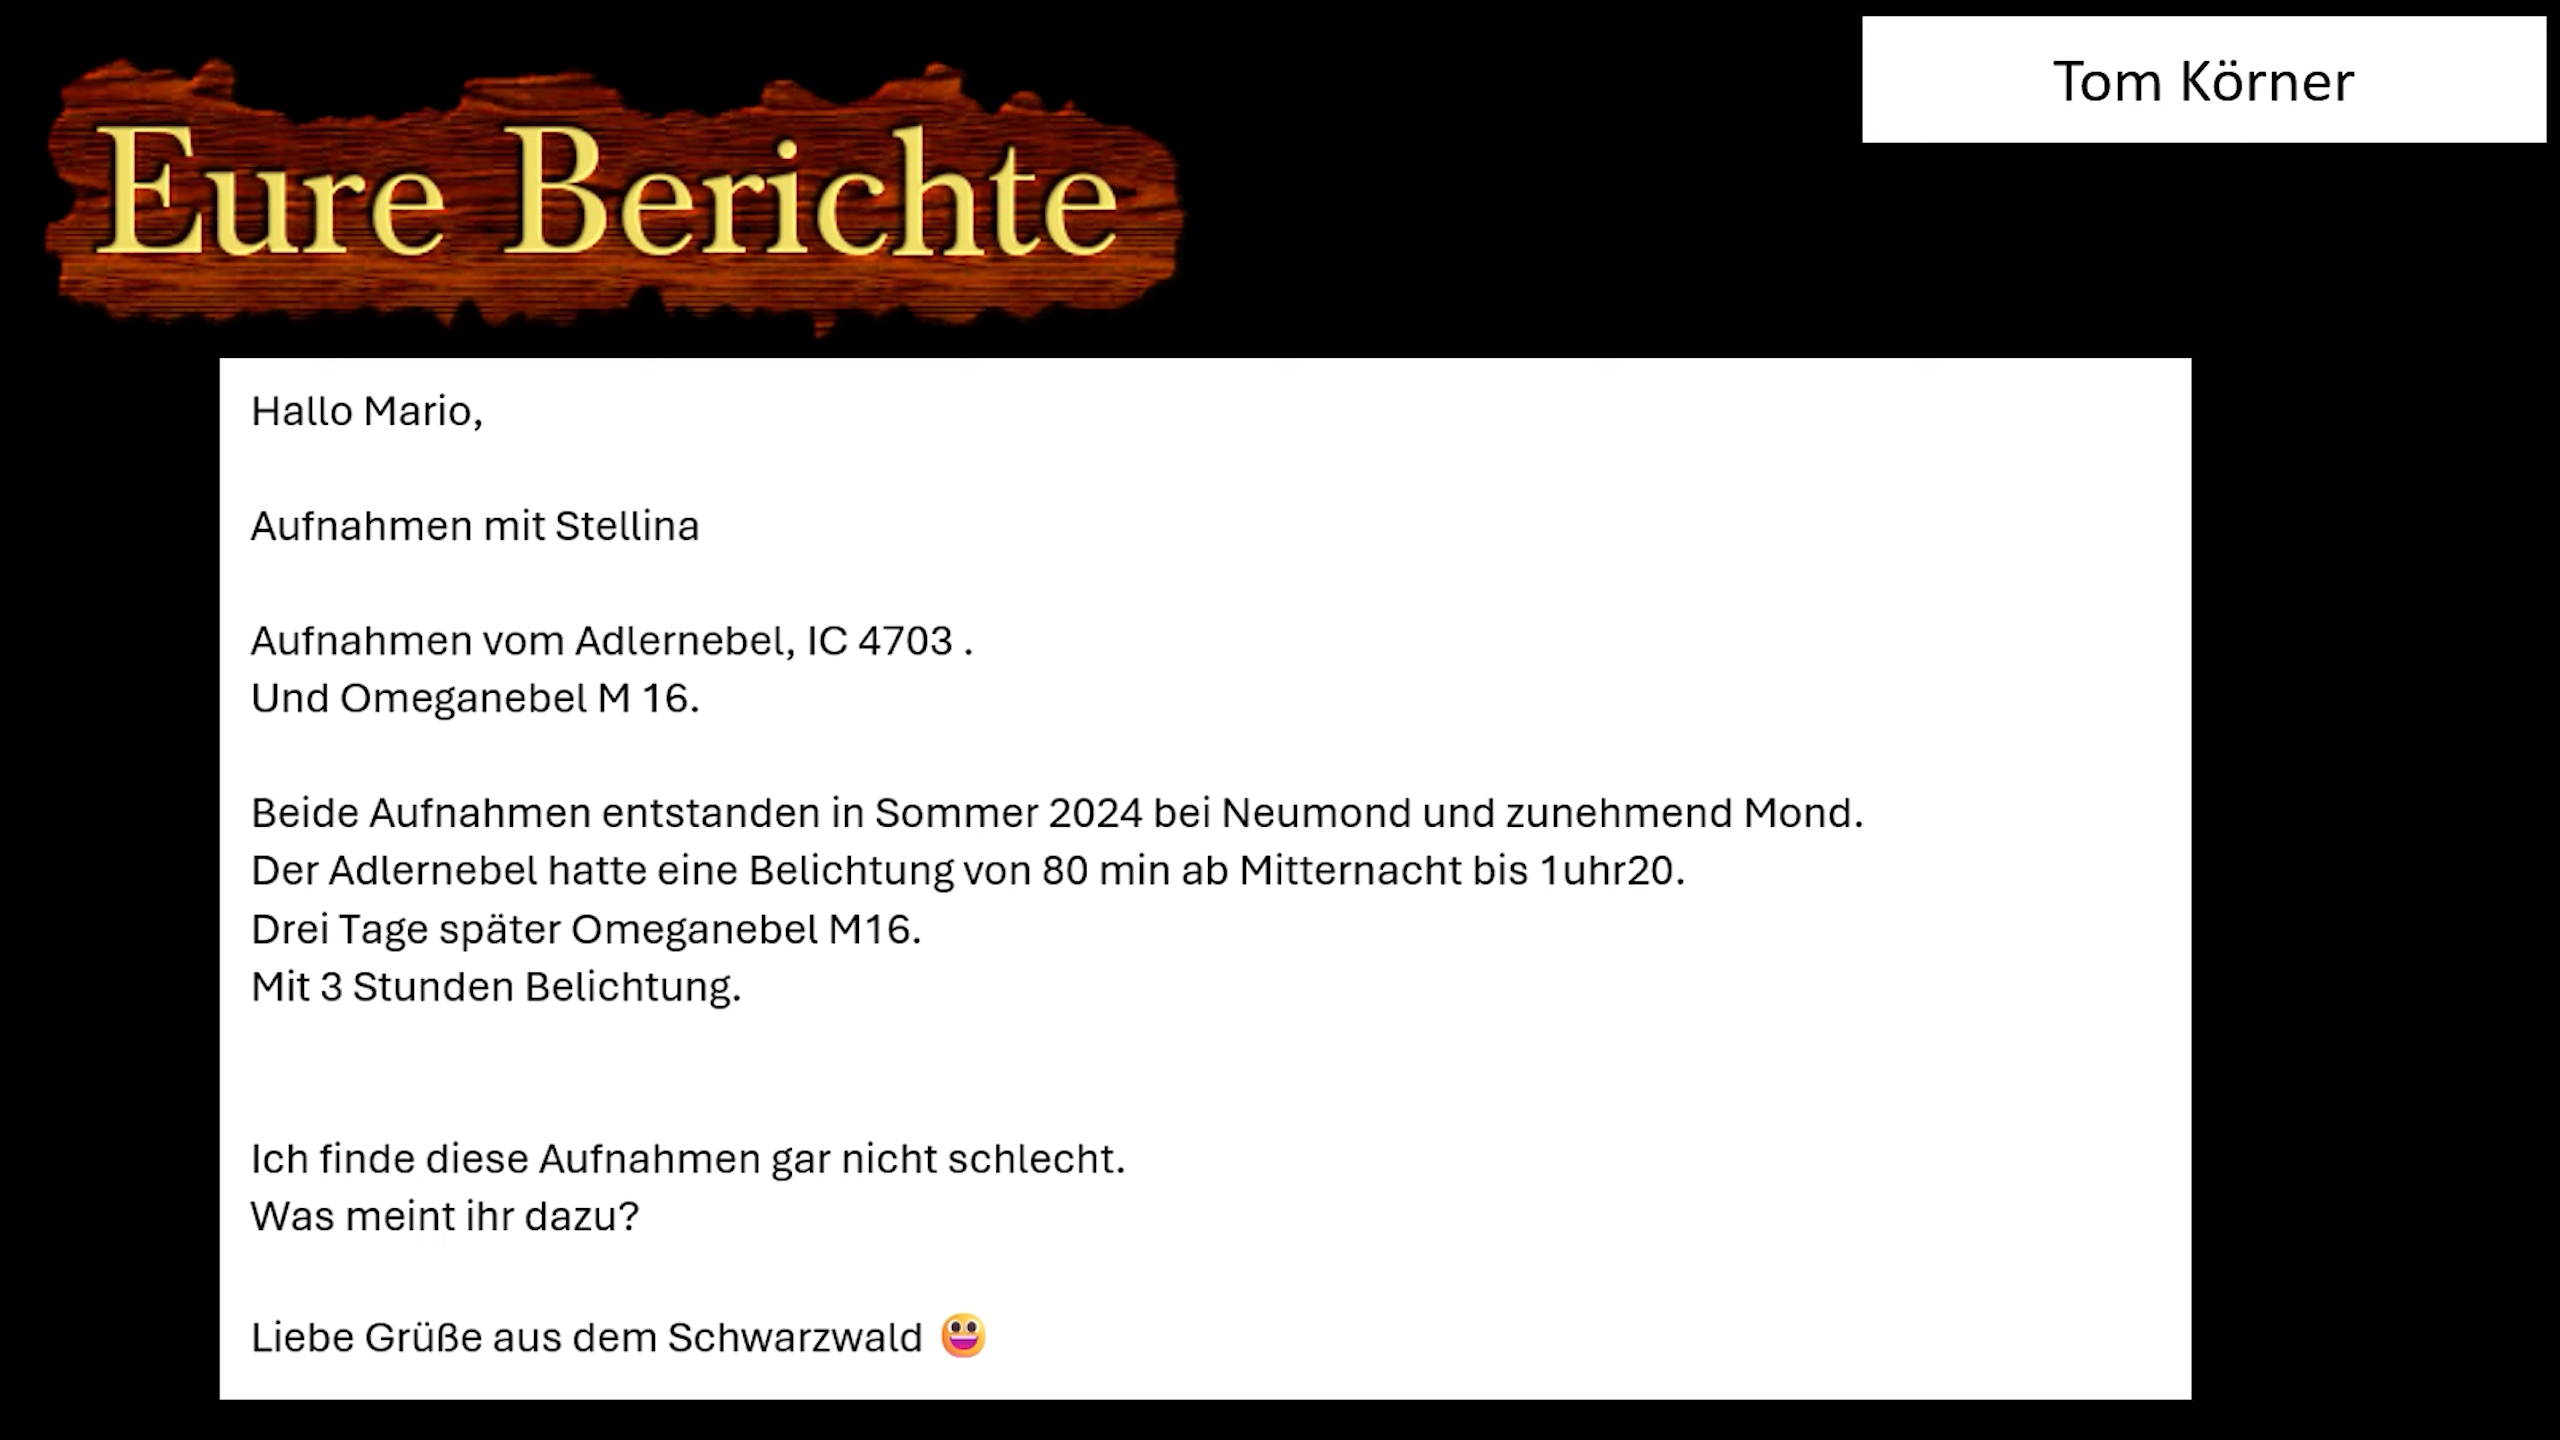 Tom Körner
Eure Berichte
Hallo Mario,
Aufnahmen mit Stellina
Aufnahmen vom Adlernebel, IC 4703 .
Und Omeganebel M 16.
Beide Aufnahmen entstanden in Sommer 2024 bei Neumond und zunehmend Mond.
Der Adlernebel hatte eine Belichtung von 80 min ab Mitternacht bis 1uhr20.
Drei Tage später Omeganebel M16.
Mit 3 Stunden Belichtung.
Ich finde diese Aufnahmen gar nicht schlecht.
Was meint ihr dazu?
Liebe Grüße aus dem Schwarzwald 😀